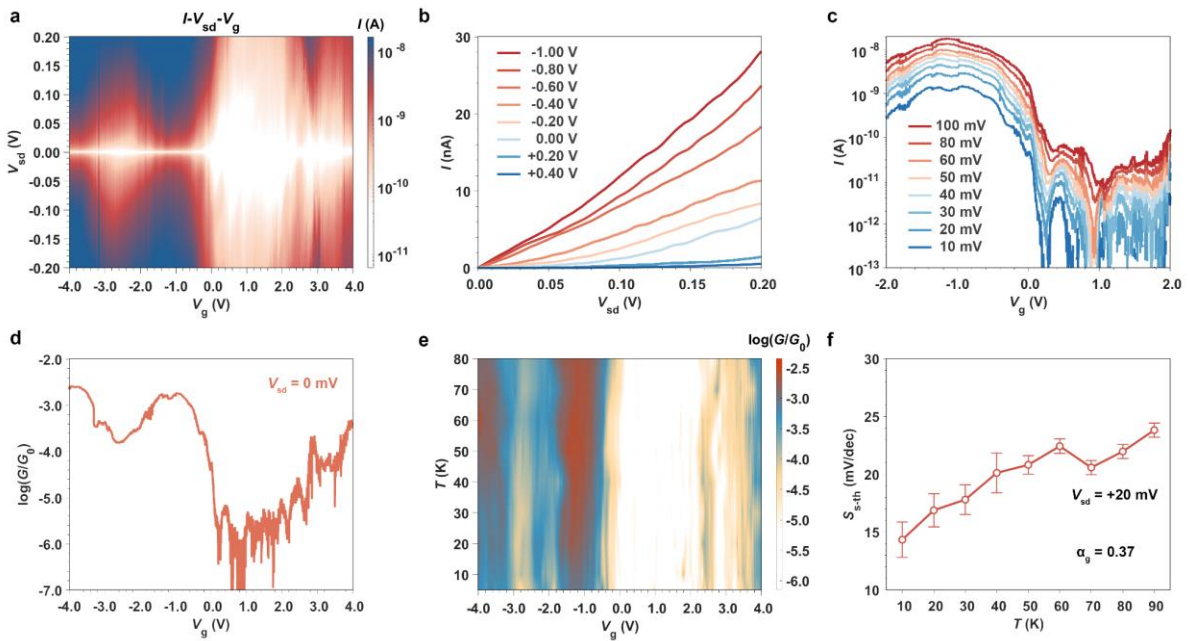 a
I-Vsd-Vg
I (A)
0.20
0.10
0.05
0.00
-0.05
-0.10
-0.20
Vsd (V)
-4.0 -3.0 -2.0 -1.0 0.0 1.0 2.0 3.0 4.0
Vg (V)
10-8
10-9
10-10
10-11
b
30
20
10
0
I (nA)
-1.00 V
-0.80 V
-0.60 V
-0.40 V
-0.20 V
0.00 V
+0.20 V
+0.40 V
0.00 0.05 0.10 0.15 0.20
Vsd (V)
c
10-8
10-9
10-10
10-11
10-12
10-13
I (A)
100 mV
80 mV
60 mV
50 mV
40 mV
30 mV
20 mV
10 mV
-2.0 -1.0 0.0 1.0 2.0
Vg (V)
d
-2.0
-3.0
-4.0
-5.0
-6.0
-7.0
log(G/G0)
Vsd = 0 mV
-4.0 -3.0 -2.0 -1.0 0.0 1.0 2.0 3.0 4.0
Vg (V)
e
log(G/G0)
80
70
60
50
40
30
20
10
T (K)
-4.0 -3.0 -2.0 -1.0 0.0 1.0 2.0 3.0 4.0
Vg (V)
-2.5
-3.0
-3.5
-4.0
-4.5
-5.0
-5.5
-6.0
f
30
25
20
15
10
Ss-th (mV/dec)
Vsd = +20 mV
αg = 0.37
10 20 30 40 50 60 70 80 90
T (K)